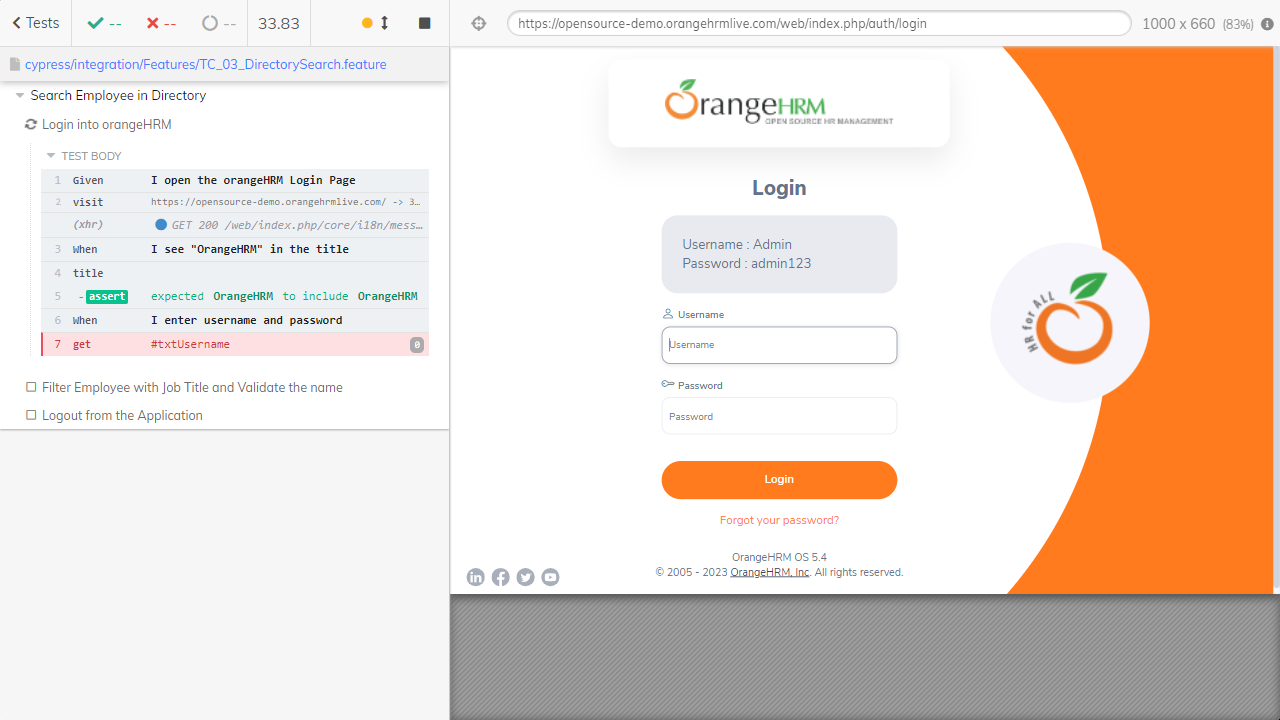 Tests -- -- -- 33.83
https://opensource-demo.orangehrmlive.com/web/index.php/auth/login 1000 x 660 (83%)
cypress/integration/Features/TC_03_DirectorySearch.feature
Search Employee in Directory
Login into orangeHRM
TEST BODY
1 Given I open the orangeHRM Login Page
2 visit https://opensource-demo.orangehrmlive.com/ -> 3…
(xhr) GET 200 /web/index.php/core/i18n/mess…
3 When I see "OrangeHRM" in the title
4 title
5 -assert expected OrangeHRM to include OrangeHRM
6 When I enter username and password
7 get #txtUsername 0
Filter Employee with Job Title and Validate the name
Logout from the Application
OrangeHRM
OPEN SOURCE HR MANAGEMENT
Login
Username : Admin
Password : admin123
Username
Username
Password
Password
Login
Forgot your password?
OrangeHRM OS 5.4
© 2005 - 2023 OrangeHRM, Inc. All rights reserved.
HR for ALL